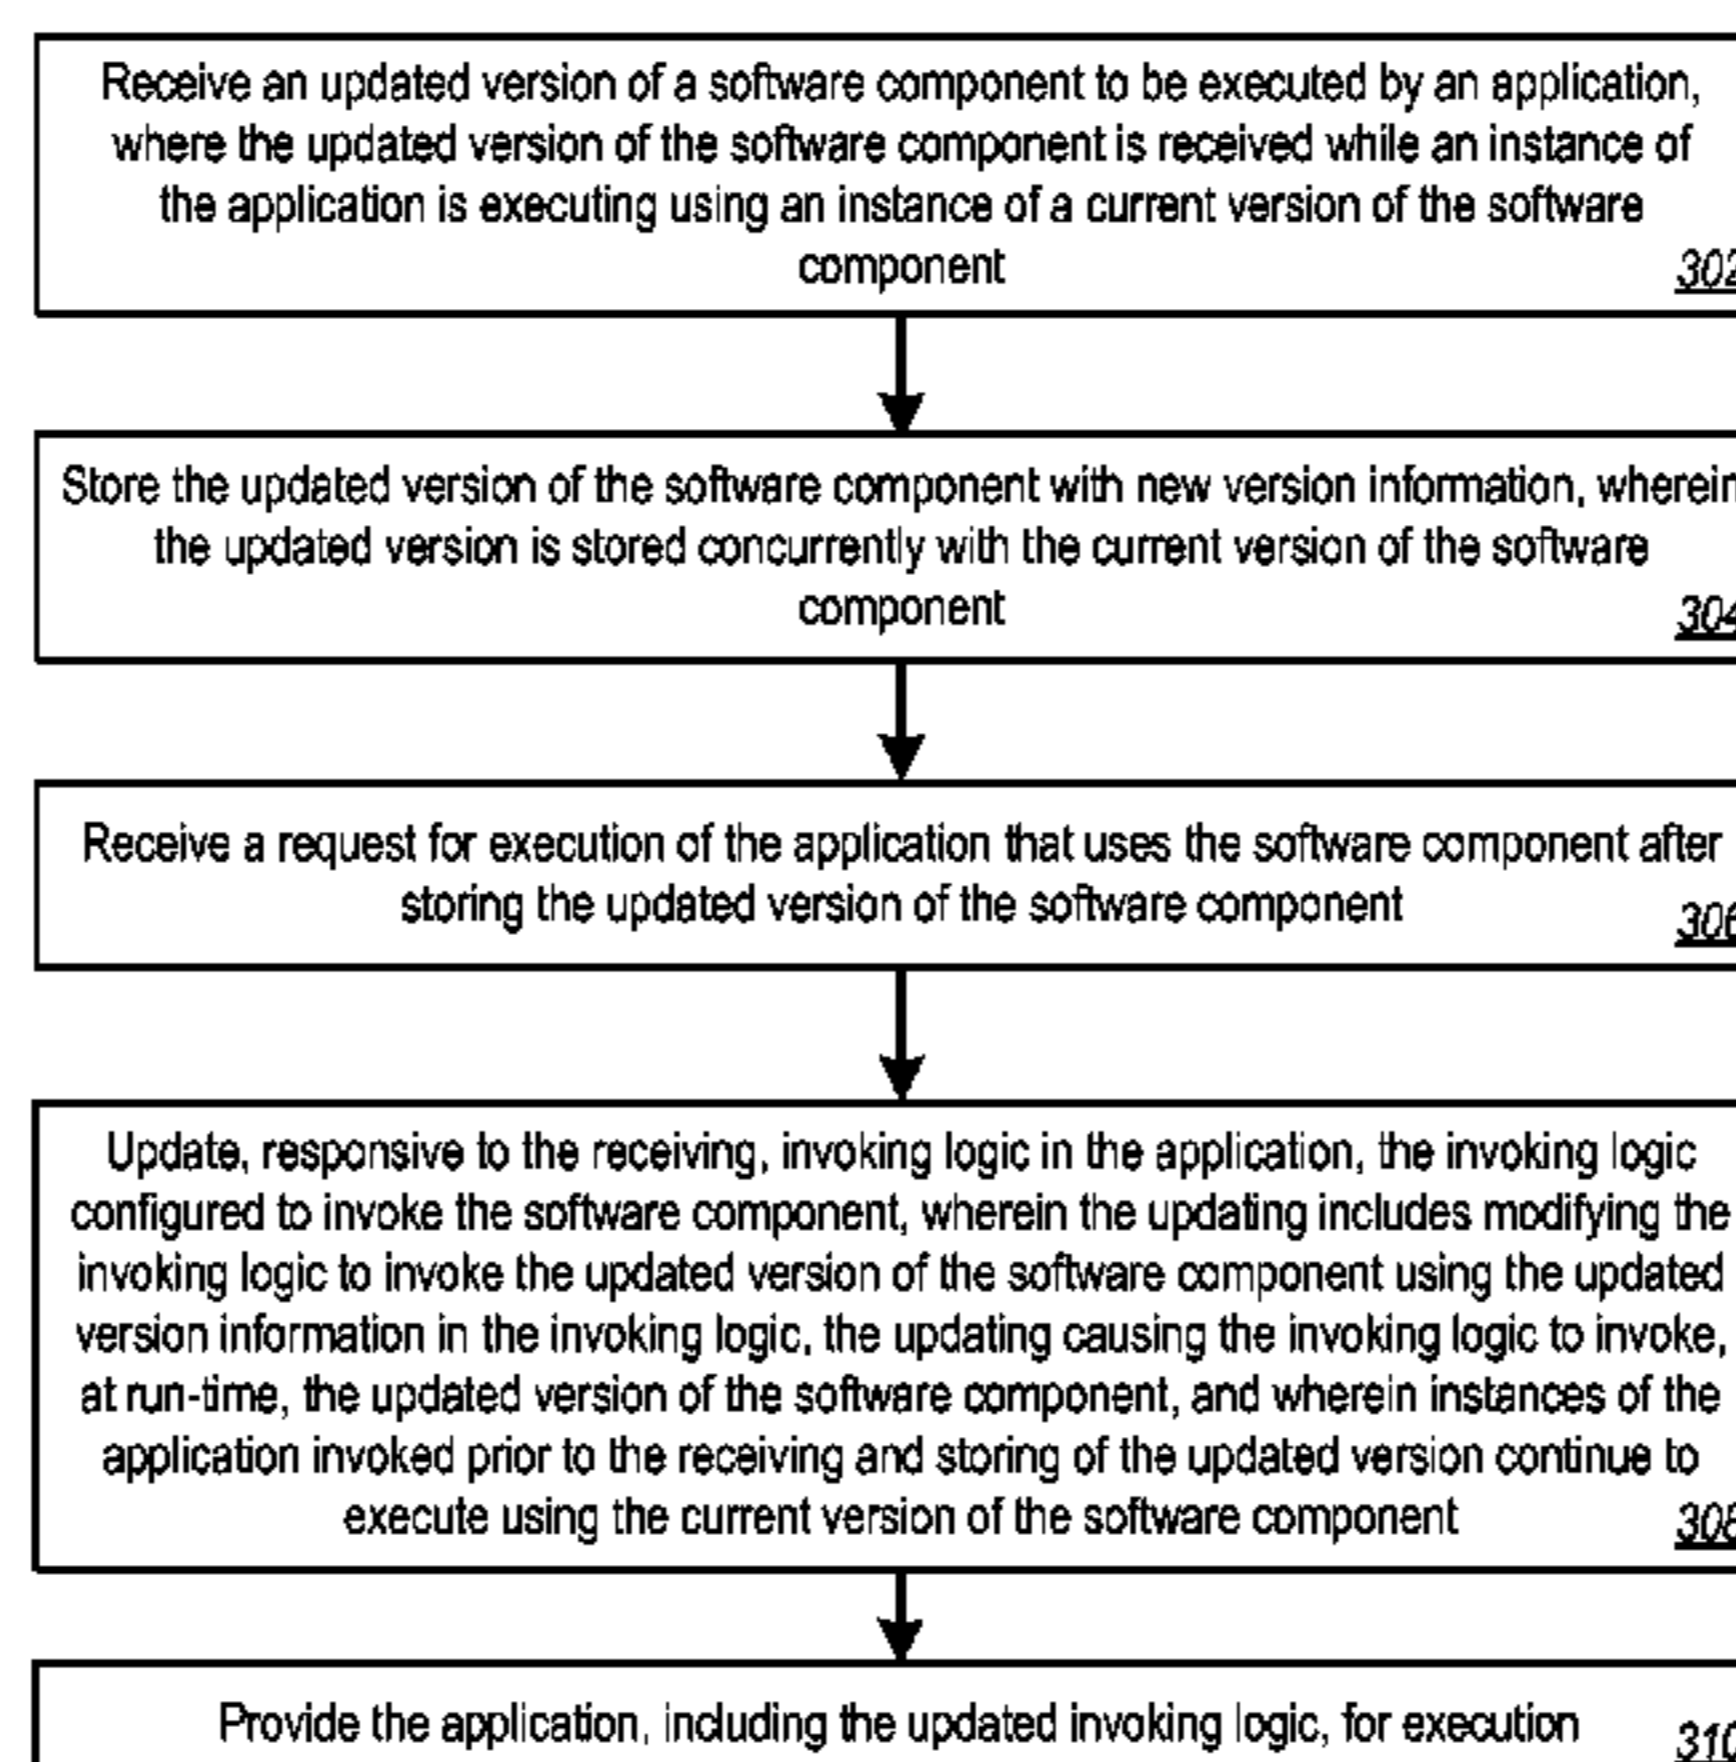 Receive an updated version of a software component to be executed by an application,
where the updated version of the software component is received while an instance of
the application is executing using an instance of a current version of the software
component
302
Store the updated version of the software component with new version information, wherein
the updated version is stored concurrently with the current version of the software
component
304
Receive a request for execution of the application that uses the software component after
storing the updated version of the software component
306
Update, responsive to the receiving, invoking logic in the application, the invoking logic
configured to invoke the software component, wherein the updating includes modifying the
invoking logic to invoke the updated version of the software component using the updated
version information in the invoking logic, the updating causing the invoking logic to invoke,
at run-time, the updated version of the software component, and wherein instances of the
application invoked prior to the receiving and storing of the updated version continue to
execute using the current version of the software component
308
Provide the application, including the updated invoking logic, for execution
310